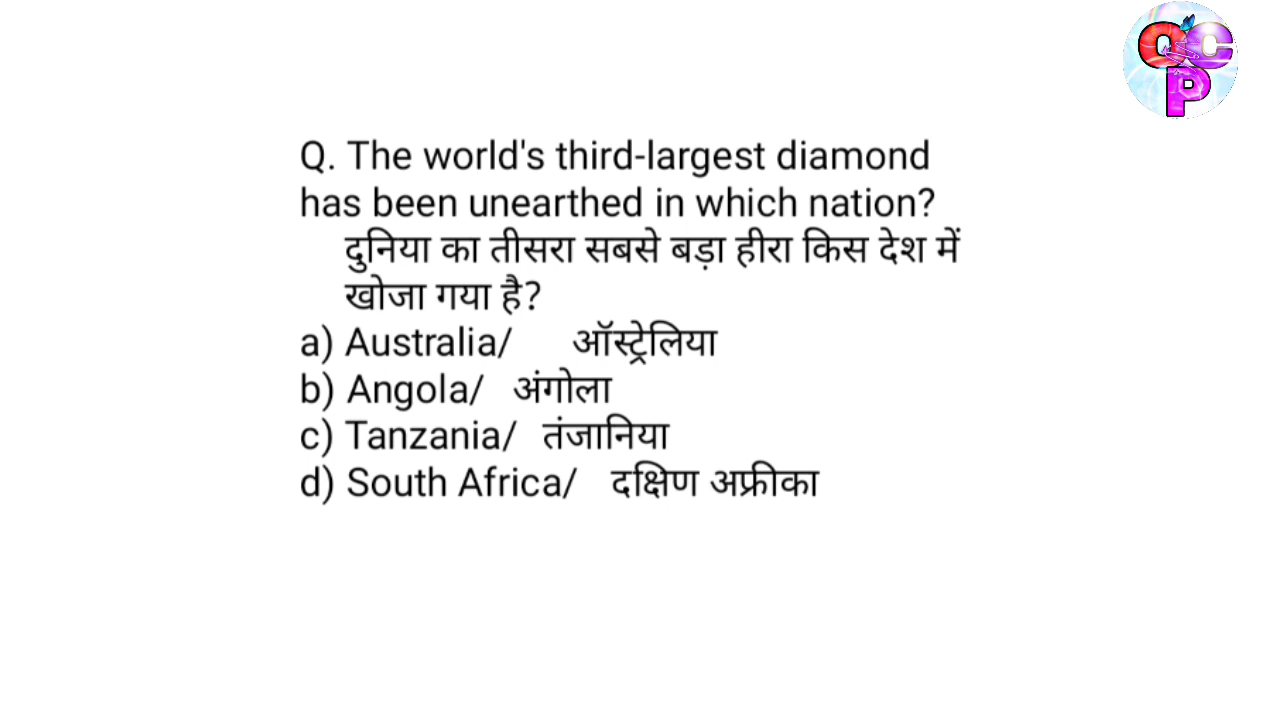 QCP
Q. The world's third-largest diamond
has been unearthed in which nation?
दुनिया का तीसरा सबसे बड़ा हीरा किस देश में
खोजा गया है?
a) Australia/ ऑस्ट्रेलिया
b) Angola/ अंगोला
c) Tanzania/ तंजानिया
d) South Africa/ दक्षिण अफ्रीका